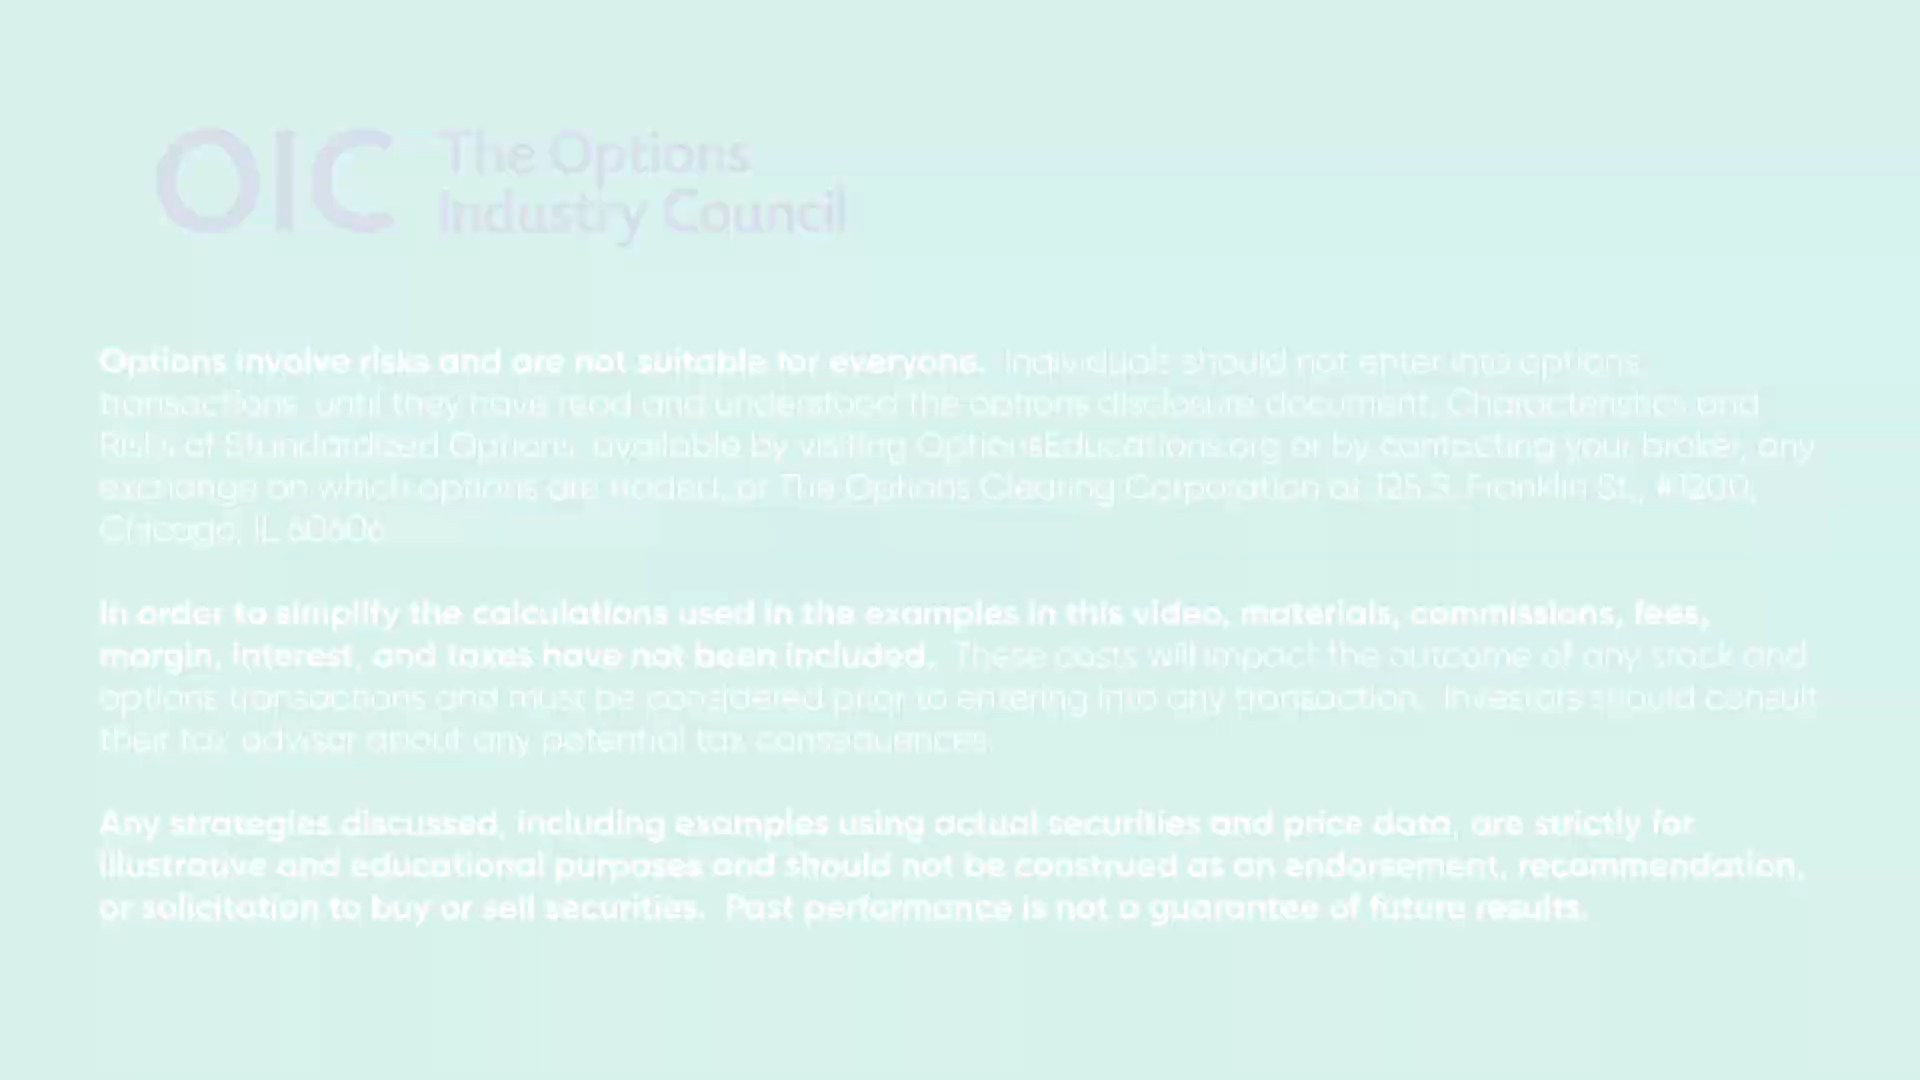 OIC The Options
Industry Council
Options involve risks and are not suitable for everyone. Individuals should not enter into options
transactions until they have read and understood the options disclosure document, Characteristics and
Risks of Standardized Options, available by visiting OptionsEducations.org or by contacting your broker, any
exchange on which options are traded, or The Options Clearing Corporation at 125 S. Franklin St., #1200,
Chicago, IL 60606
In order to simplify the calculations used in the examples in this video, materials, commissions, fees,
margin, interest, and taxes have not been included. These costs will impact the outcome of any stock and
options transactions and must be considered prior to entering into any transaction. Investors should consult
their tax advisor about any potential tax consequences.
Any strategies discussed, including examples using actual securities and price data, are strictly for
illustrative and educational purposes and should not be construed as an endorsement, recommendation,
or solicitation to buy or sell securities. Past performance is not a guarantee of future results.